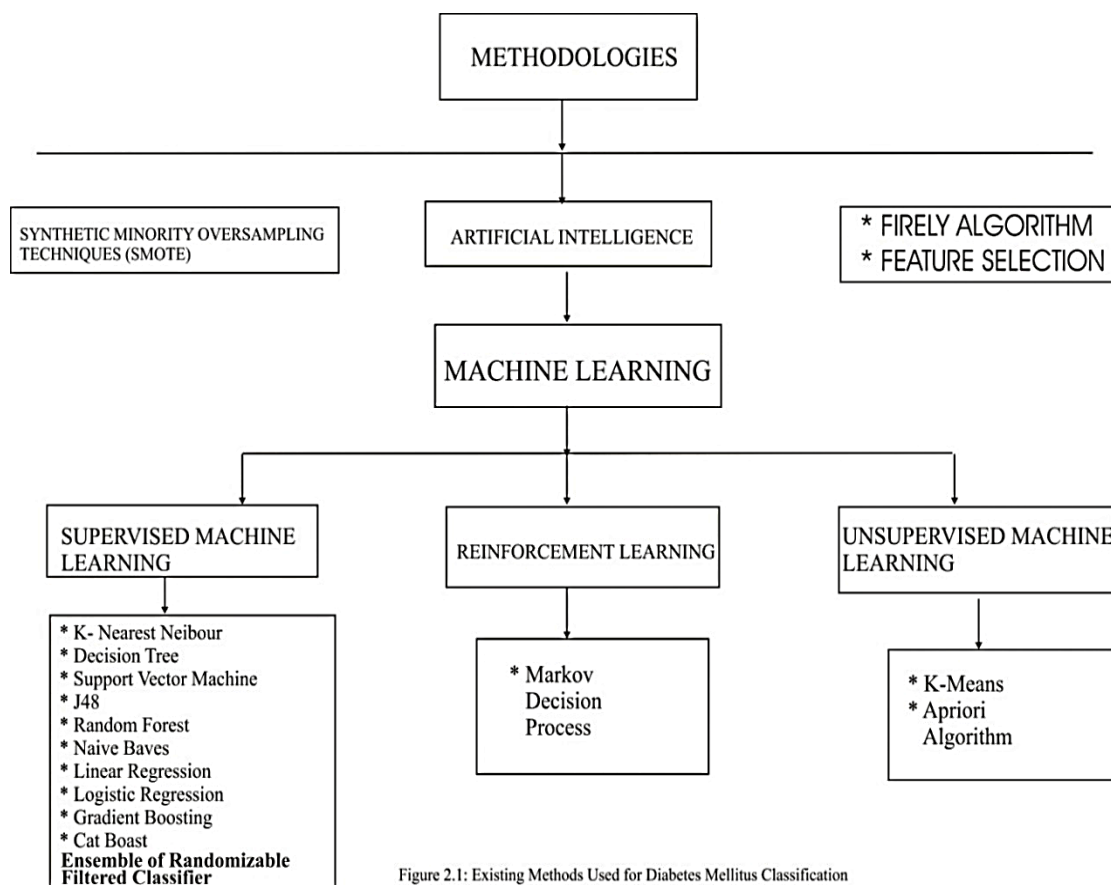 METHODOLOGIES
SYNTHETIC MINORITY OVERSAMPLING
TECHNIQUES (SMOTE)
ARTIFICIAL INTELLIGENCE
* FIRELY ALGORITHM
* FEATURE SELECTION
MACHINE LEARNING
SUPERVISED MACHINE
LEARNING
REINFORCEMENT LEARNING
UNSUPERVISED MACHINE
LEARNING
* K- Nearest Neibour
* Decision Tree
* Support Vector Machine
* J48
* Random Forest
* Naive Baves
* Linear Regression
* Logistic Regression
* Gradient Boosting
* Cat Boast
Ensemble of Randomizable
Filtered Classifier
* Markov
Decision
Process
* K-Means
* Apriori
Algorithm
Figure 2.1: Existing Methods Used for Diabetes Mellitus Classification